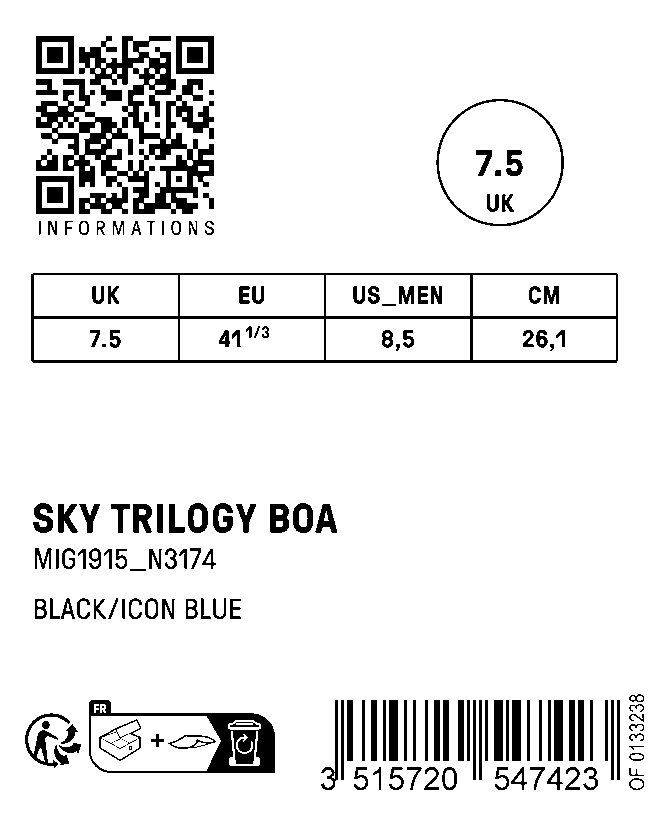 INFORMATIONS
7.5
UK
UK EU US_MEN CM
7.5 41 1/3 8,5 26,1
SKY TRILOGY BOA
MIG1915_N3174
BLACK/ICON BLUE
FR
+
3 515720 547423
OF 0133238